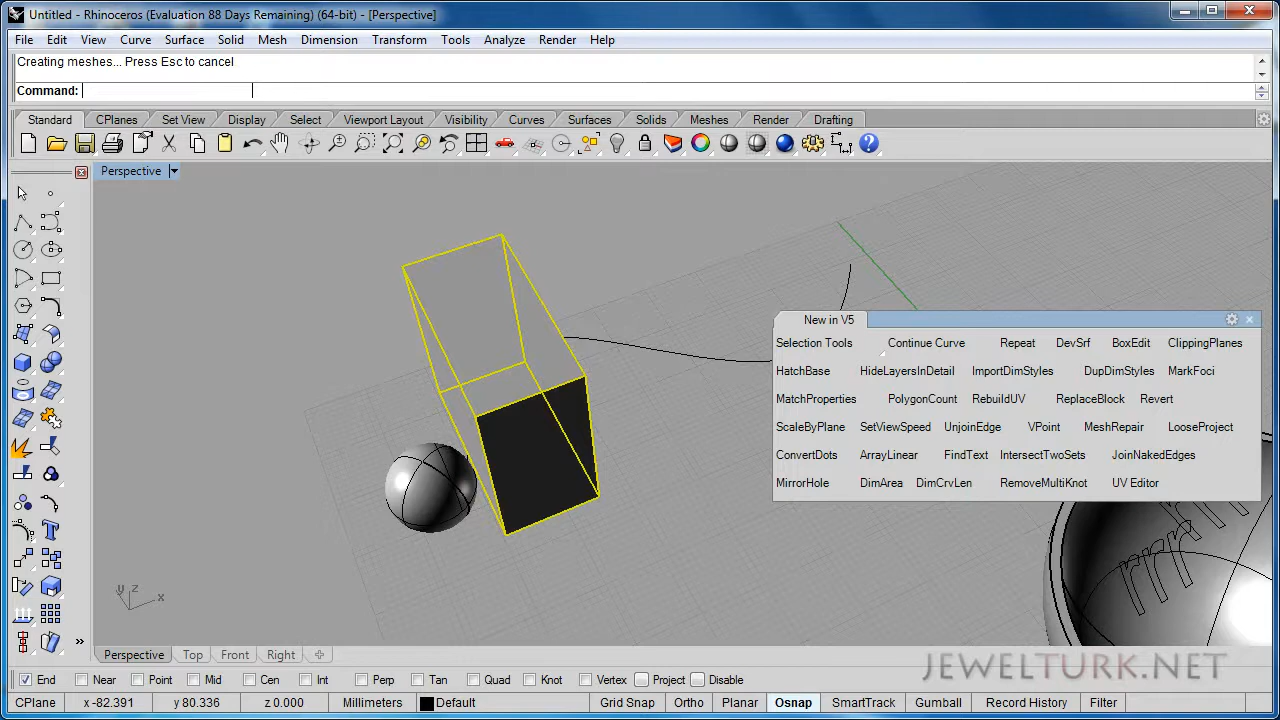 Untitled - Rhinoceros (Evaluation 88 Days Remaining) (64-bit) - [Perspective]
File Edit View Curve Surface Solid Mesh Dimension Transform Tools Analyze Render Help
Creating meshes... Press Esc to cancel
Command:
Standard CPlanes Set View Display Select Viewport Layout Visibility Curves Surfaces Solids Meshes Render Drafting
Perspective
New in V5
Selection Tools Continue Curve Repeat DevSrf BoxEdit ClippingPlanes
HatchBase HideLayersInDetail ImportDimStyles DupDimStyles MarkFoci
MatchProperties PolygonCount RebuildUV ReplaceBlock Revert
ScaleByPlane SetViewSpeed UnjoinEdge VPoint MeshRepair LooseProject
ConvertDots ArrayLinear FindText IntersectTwoSets JoinNakedEdges
MirrorHole DimArea DimCrvLen RemoveMultiKnot UV Editor
y z x
Perspective Top Front Right
JEWELTURK.NET
End Near Point Mid Cen Int Perp Tan Quad Knot Vertex Project Disable
CPlane x -82.391 y 80.336 z 0.000 Millimeters Default Grid Snap Ortho Planar Osnap SmartTrack Gumball Record History Filter